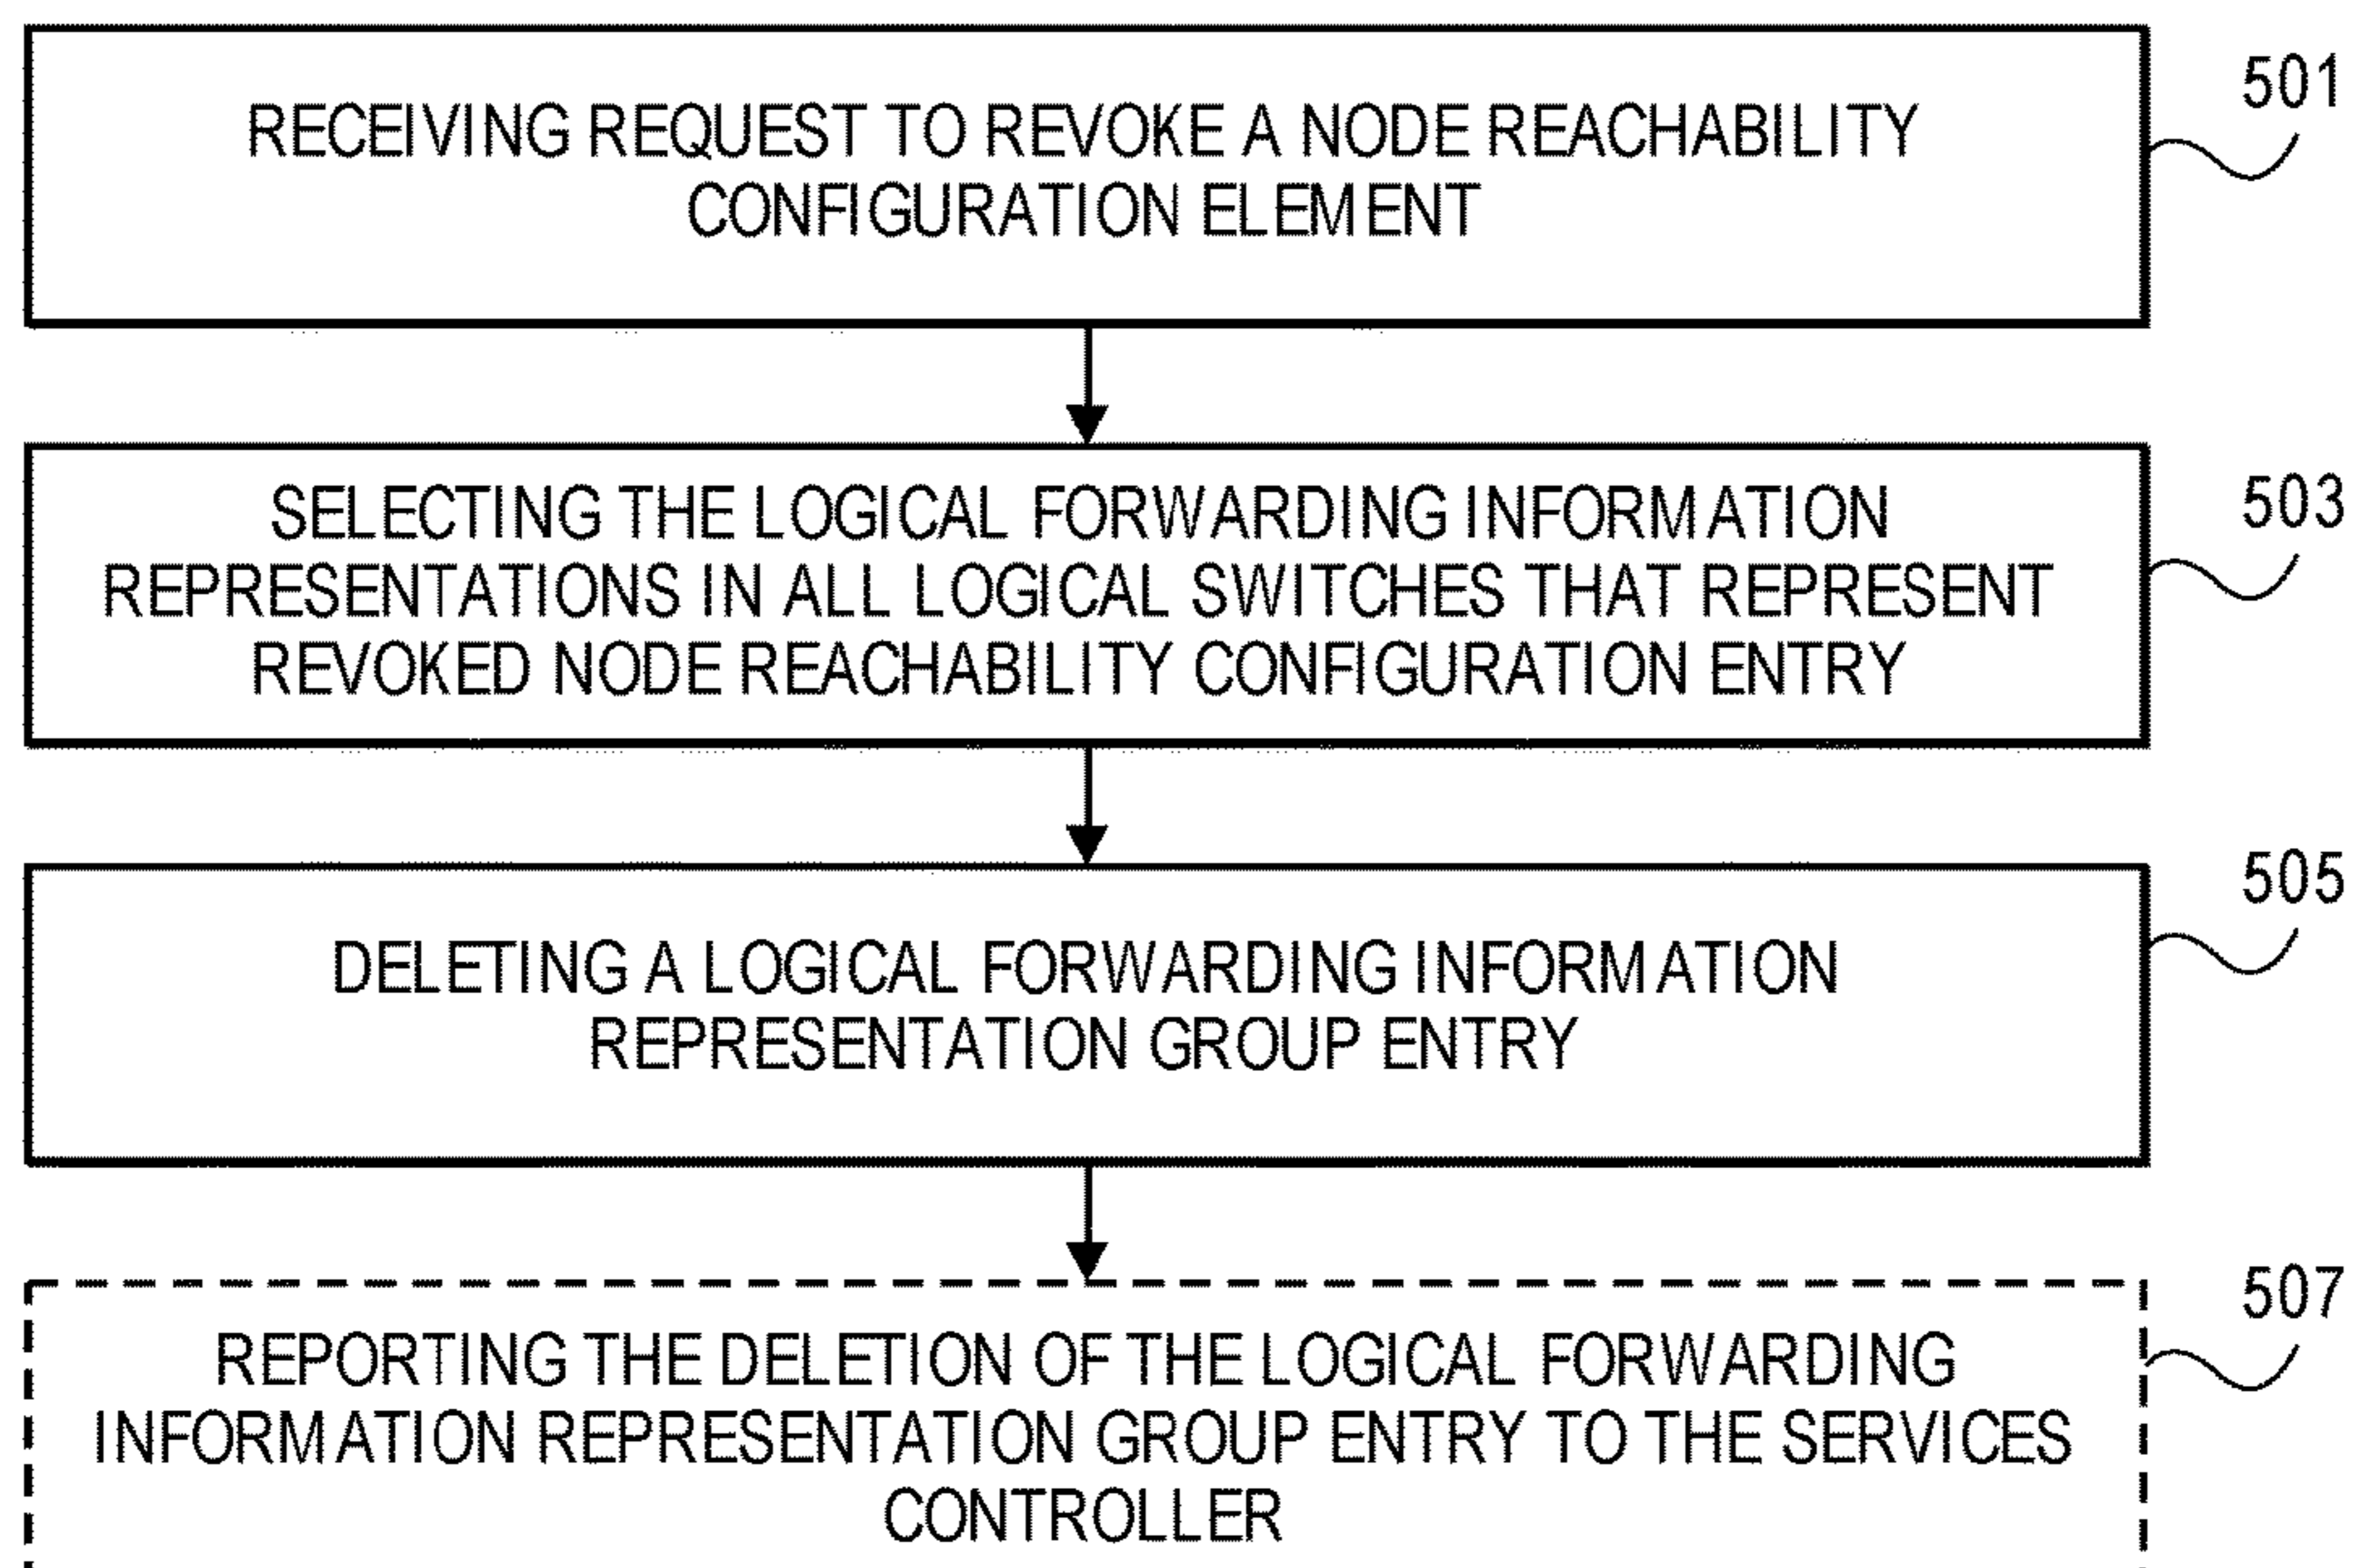 RECEIVING REQUEST TO REVOKE A NODE REACHABILITY
CONFIGURATION ELEMENT
501
SELECTING THE LOGICAL FORWARDING INFORMATION
REPRESENTATIONS IN ALL LOGICAL SWITCHES THAT REPRESENT
REVOKED NODE REACHABILITY CONFIGURATION ENTRY
503
DELETING A LOGICAL FORWARDING INFORMATION
REPRESENTATION GROUP ENTRY
505
REPORTING THE DELETION OF THE LOGICAL FORWARDING
INFORMATION REPRESENTATION GROUP ENTRY TO THE SERVICES
CONTROLLER
507